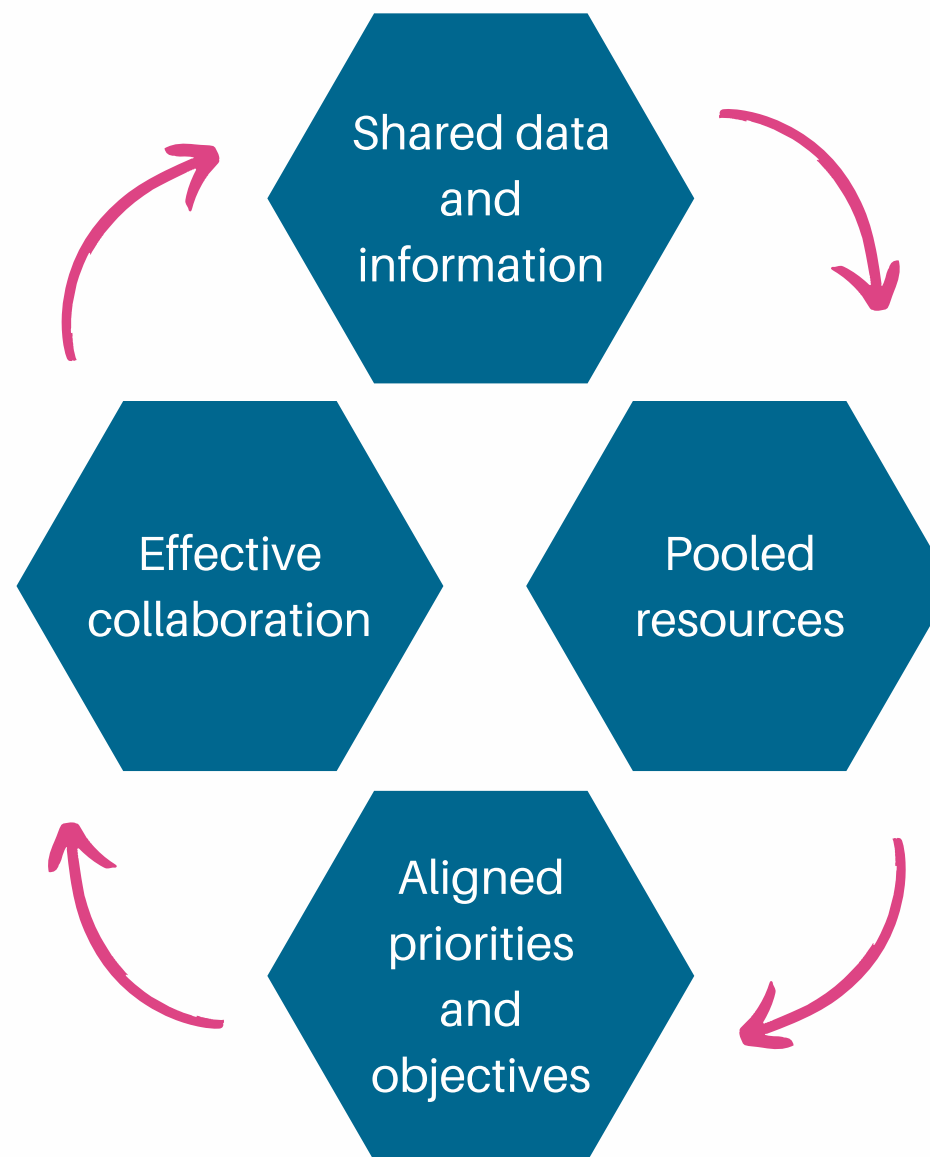 Shared data
and
information
Effective
collaboration
Pooled
resources
Aligned
priorities
and
objectives